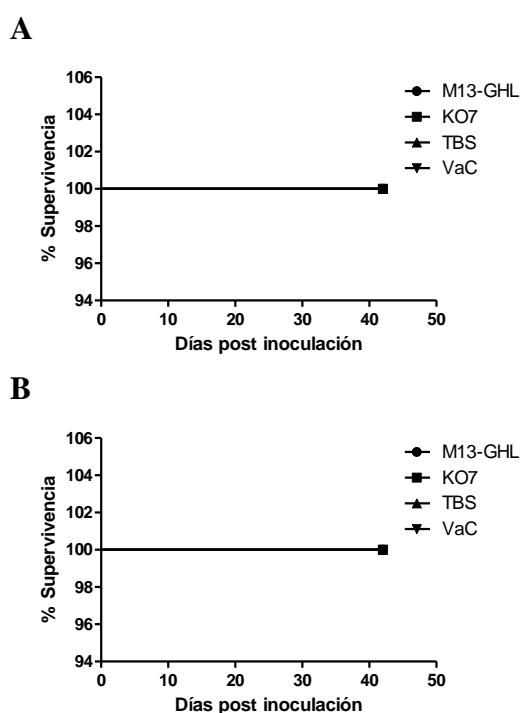 A
106
104
102
100
98
96
94
% Supervivencia
0
10
20
30
40
50
Días post inoculación
M13-GHL
KO7
TBS
VaC
B
106
104
102
100
98
96
94
% Supervivencia
0
10
20
30
40
50
Días post inoculación
M13-GHL
KO7
TBS
VaC